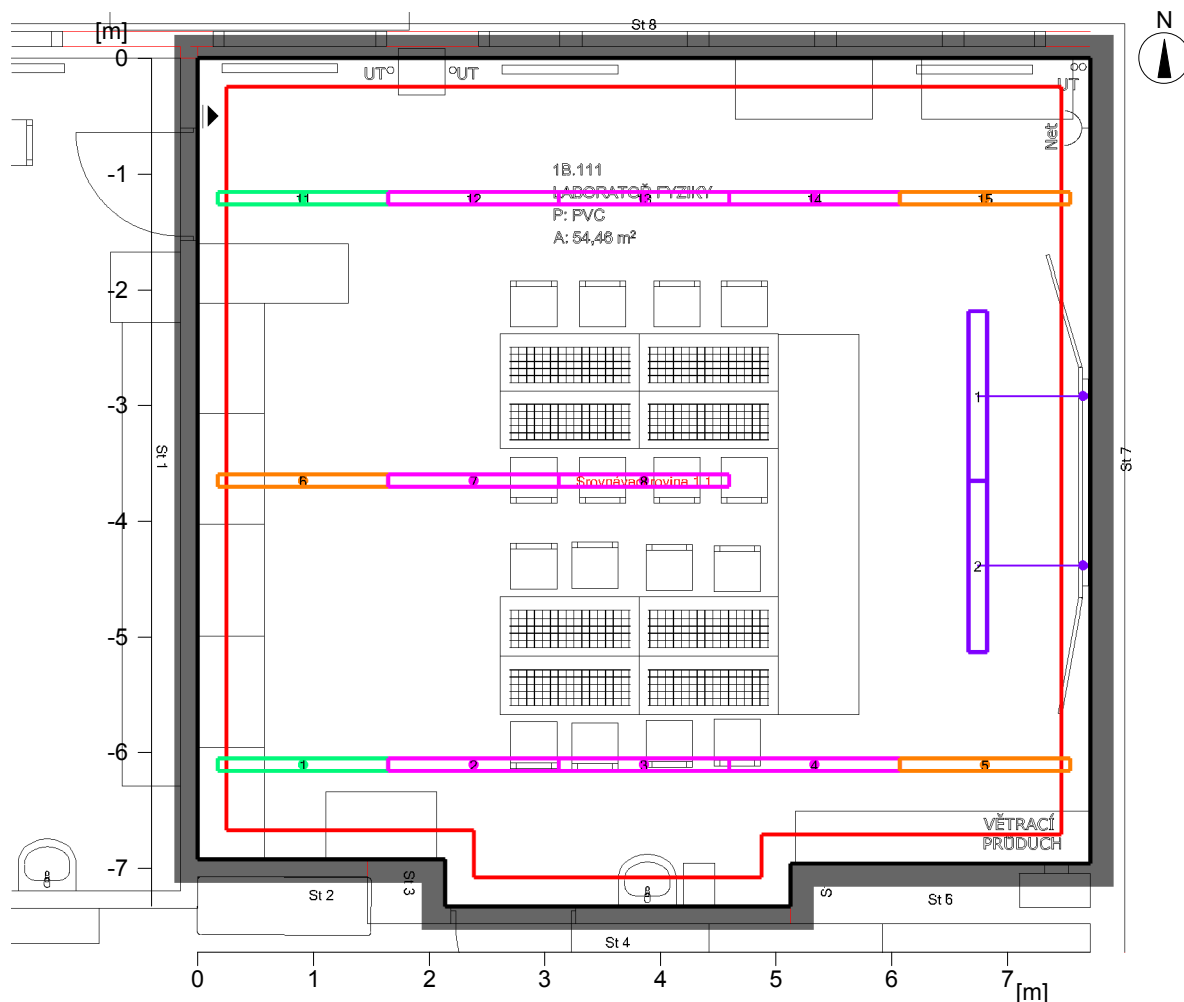 St 8
N
[m]
0
UT
UT
UT
Net
-1
1B.111
11
12
LABORATOŘ FYZIKY
13
14
15
P: PVC
A: 54,46 m²
-2
-3
1
St 1
St 7
6
7
8
Srovnávací rovina 1.1
-4
2
-5
-6
1
2
3
4
5
VĚTRACÍ
PRŮDUCH
-7
St 2
St 3
St 6
St 4
0
1
2
3
4
5
6
7
[m]